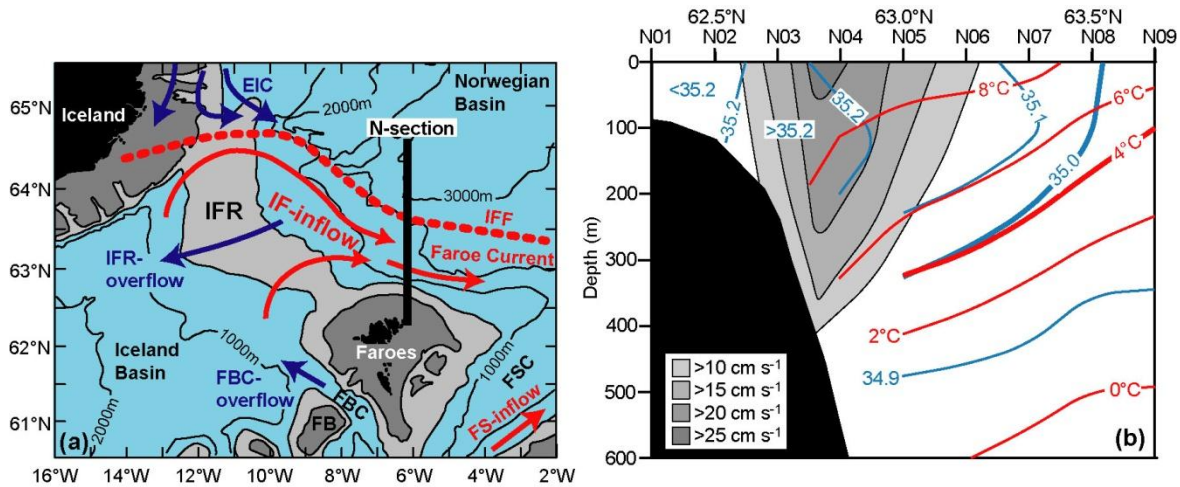 65°N
64°N
63°N
62°N
61°N
16°W 14°W 12°W 10°W 8°W 6°W 4°W 2°W
Iceland
EIC
2000m
Norwegian
Basin
N-section
3000m
IFR
IF-inflow
IFF
Faroe Current
IFR-
overflow
Iceland
Basin
1000m
2000m
Faroes
FBC-
overflow
FBC
FB
FSC
1000m
FS-inflow
(a)
62.5°N 63.0°N 63.5°N
N01 N02 N03 N04 N05 N06 N07 N08 N09
Depth (m)
0
100
200
300
400
500
600
<35.2
35.2
>35.2
35.2
8°C
35.1
6°C
35.0
4°C
2°C
34.9
0°C
>10 cm s⁻¹
>15 cm s⁻¹
>20 cm s⁻¹
>25 cm s⁻¹
(b)